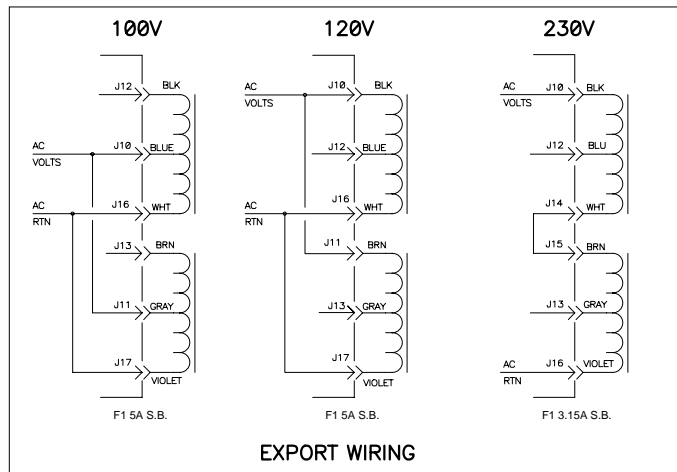 100V
120V
230V
J12 BLK
AC
VOLTS
J10 BLUE
AC
RTN
J16 WHT
J13 BRN
J11 GRAY
J17 VIOLET
F1 5A S.B.
AC
VOLTS
J10 BLK
J12 BLUE
AC
RTN
J16 WHT
J11 BRN
J13 GRAY
J17 VIOLET
F1 5A S.B.
AC
VOLTS
J10 BLK
J12 BLU
J14 WHT
J15 BRN
J13 GRAY
AC
RTN
J16 VIOLET
F1 3.15A S.B.
EXPORT WIRING